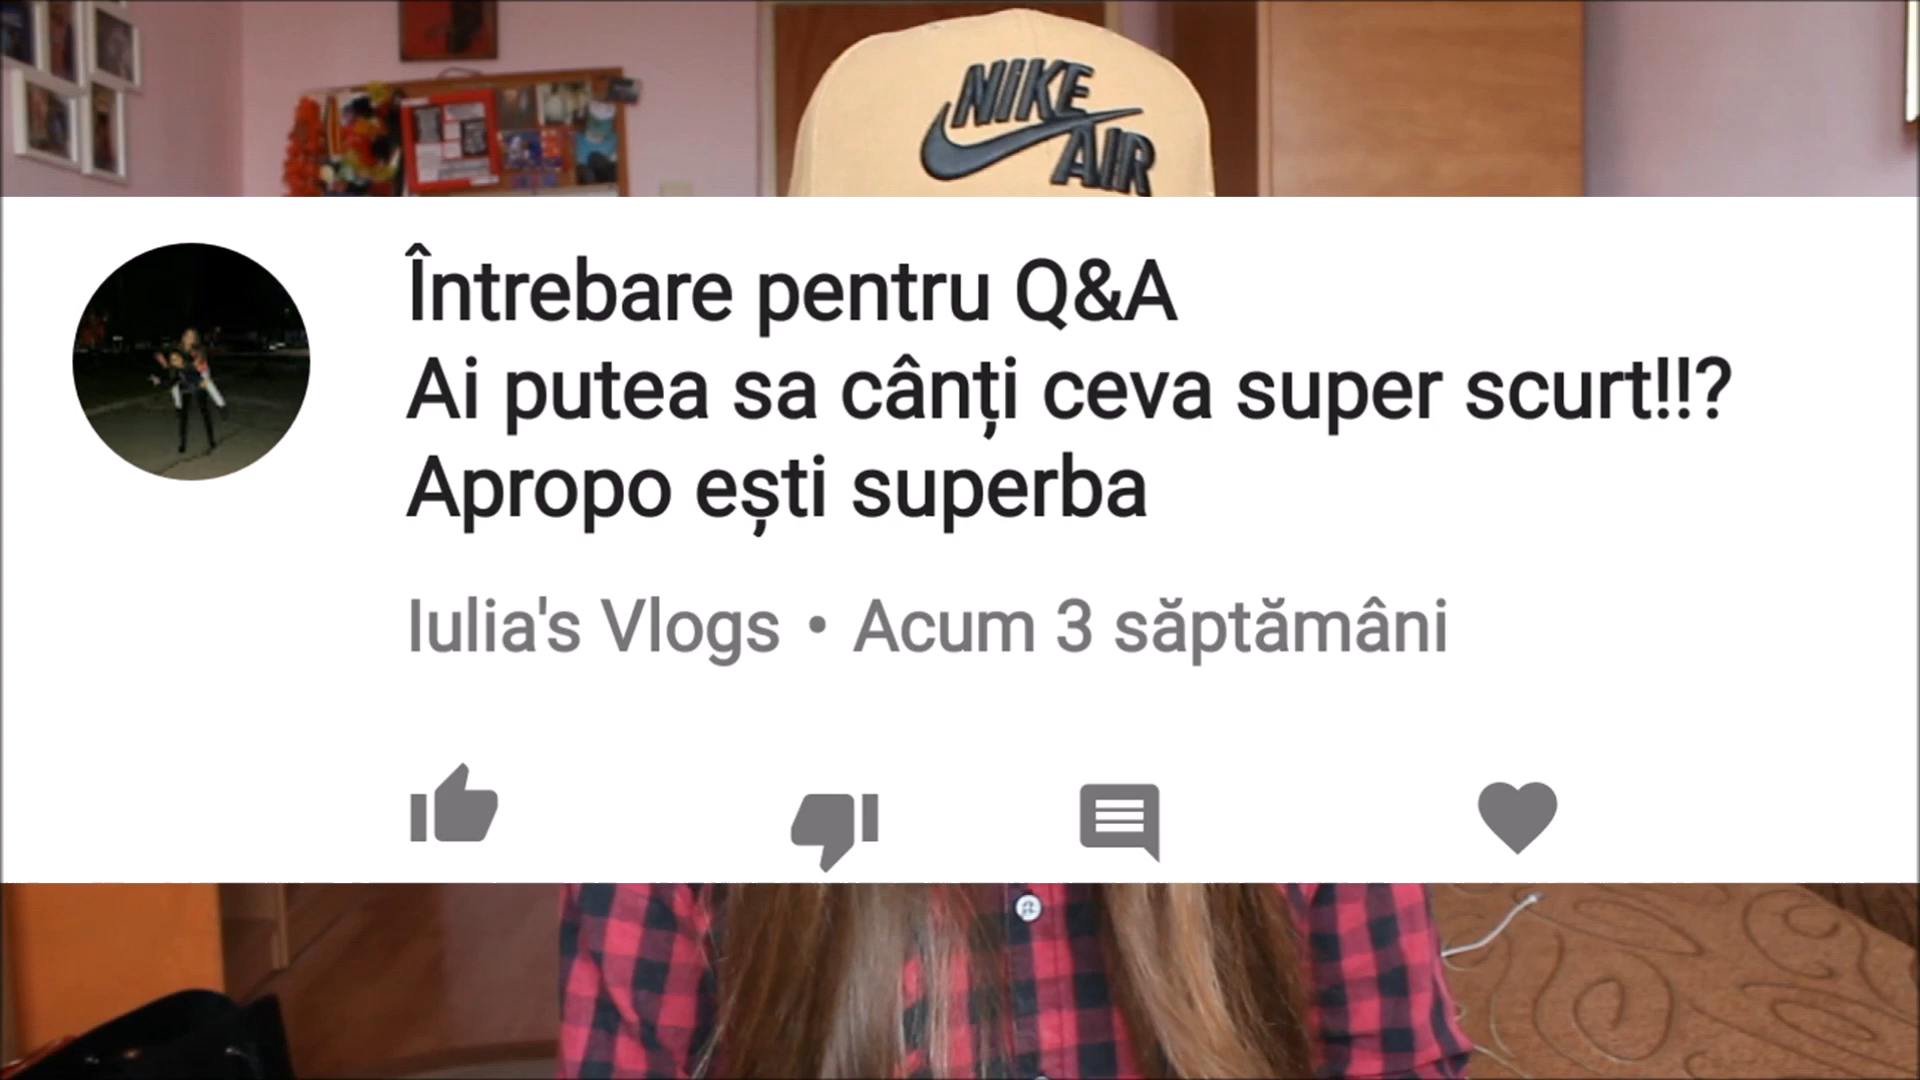 NIKE
AIR
Întrebare pentru Q&A
Ai putea sa cânți ceva super scurt!!?
Apropo ești superba
Iulia's Vlogs • Acum 3 săptămâni